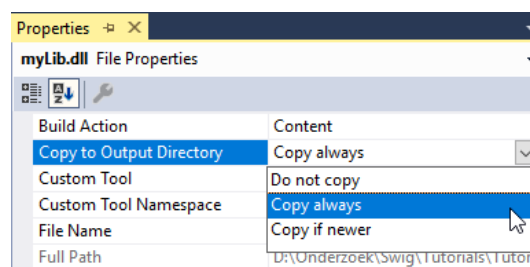 Properties
myLib.dll File Properties
Build Action Content
Copy to Output Directory Copy always
Custom Tool Do not copy
Custom Tool Namespace Copy always
File Name Copy if newer
Full Path D:\Onderzoek\Swig\Tutorials\Tuto